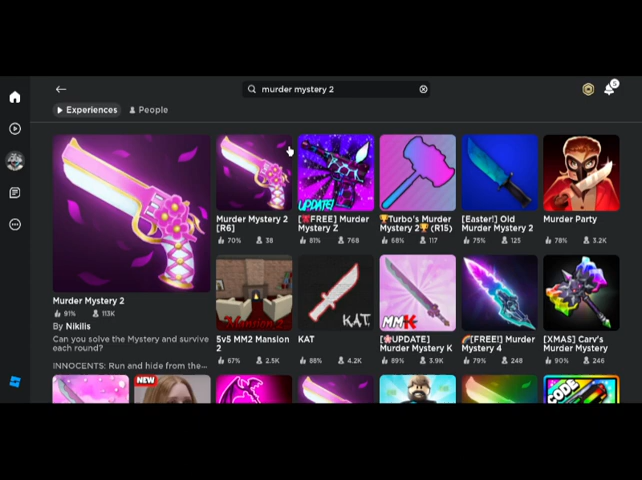 murder mystery 2
5
Experiences
People
Murder Mystery 2
91% 113K
By Nikilis
Can you solve the Mystery and survive
each round?
INNOCENTS: Run and hide from the...
Murder Mystery 2
[R6]
70% 38
UPDATE!
[FREE] Murder
Mystery Z
81% 768
Turbo's Murder
Mystery 2 (R15)
68% 117
[Easter!] Old
Murder Mystery 2
75% 125
Murder Party
78% 3.2K
Mansion 2
5v5 MM2 Mansion
2
67% 2.5K
KAT.
KAT
88% 4.2K
MMK
[UPDATE]
Murder Mystery K
89% 3.9K
[FREE!] Murder
Mystery 4
79% 248
[XMAS] Carv's
Murder Mystery
90% 246
NEW
CODE